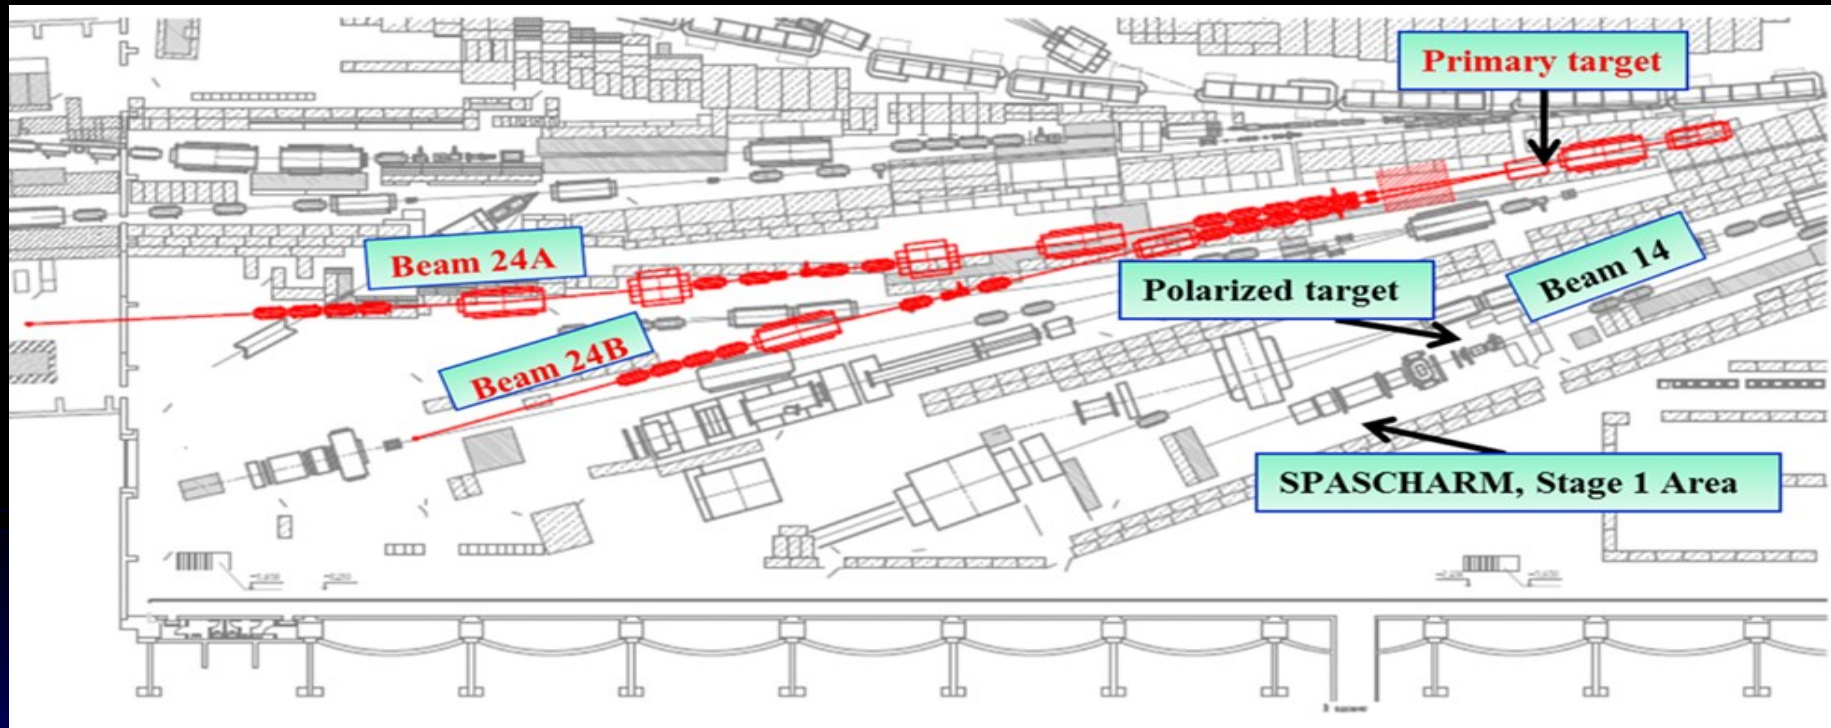 Primary target
Beam 24A
Beam 14
Polarized target
Beam 24B
SPASCHARM, Stage 1 Area